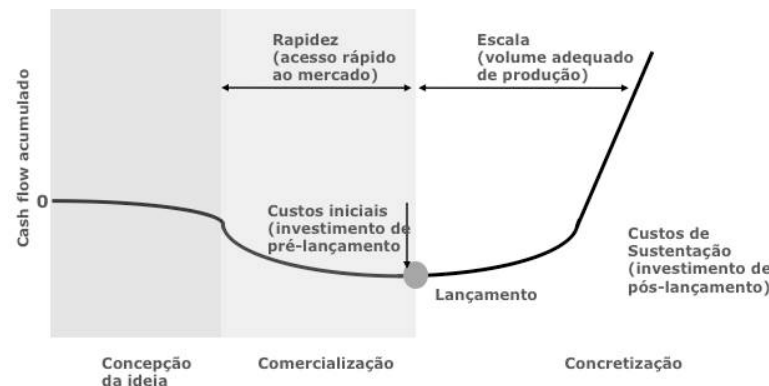 Rapidez
(acesso rápido
ao mercado)
Escala
(volume adequado
de produção)
Cash flow acumulado
0
Custos iniciais
(investimento de
pré-lançamento
Lançamento
Custos de
Sustentação
(investimento de
pós-lançamento)
Concepção
da ideia
Comercialização
Concretização